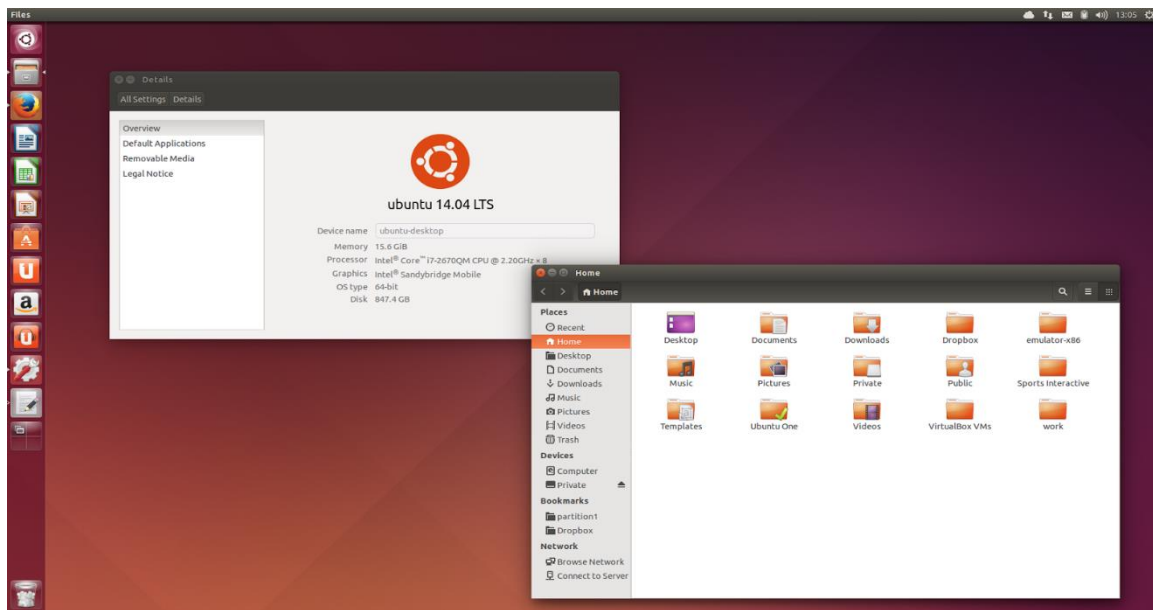 Files
13:05
Details
All Settings Details
Overview
Default Applications
Removable Media
Legal Notice
ubuntu 14.04 LTS
Device name ubuntu-desktop
Memory 15.6 GiB
Processor Intel® Core™ i7-2670QM CPU @ 2.20GHz × 8
Graphics Intel® Sandybridge Mobile
OS type 64-bit
Disk 847.4 GB
Home
Home
Places
Recent
Home
Desktop
Documents
Downloads
Music
Pictures
Videos
Trash
Devices
Computer
Private
Bookmarks
partition1
Dropbox
Network
Browse Network
Connect to Server
Desktop Documents Downloads Dropbox emulator-x86
Music Pictures Private Public Sports Interactive
Templates Ubuntu One Videos VirtualBox VMs work